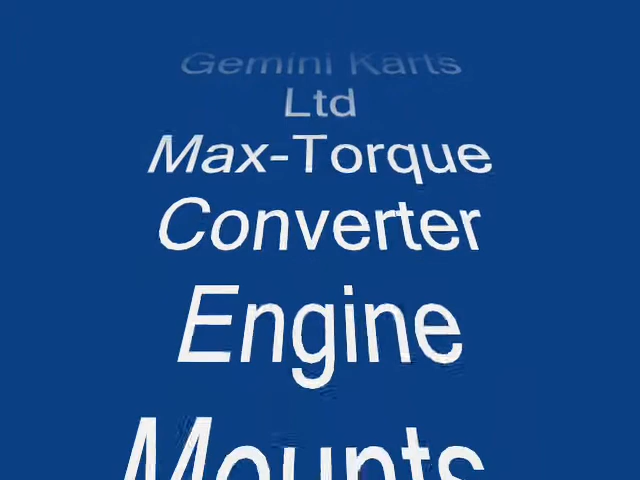 Gemini Karts
Ltd
Max-Torque
Converter
Engine
Mounts